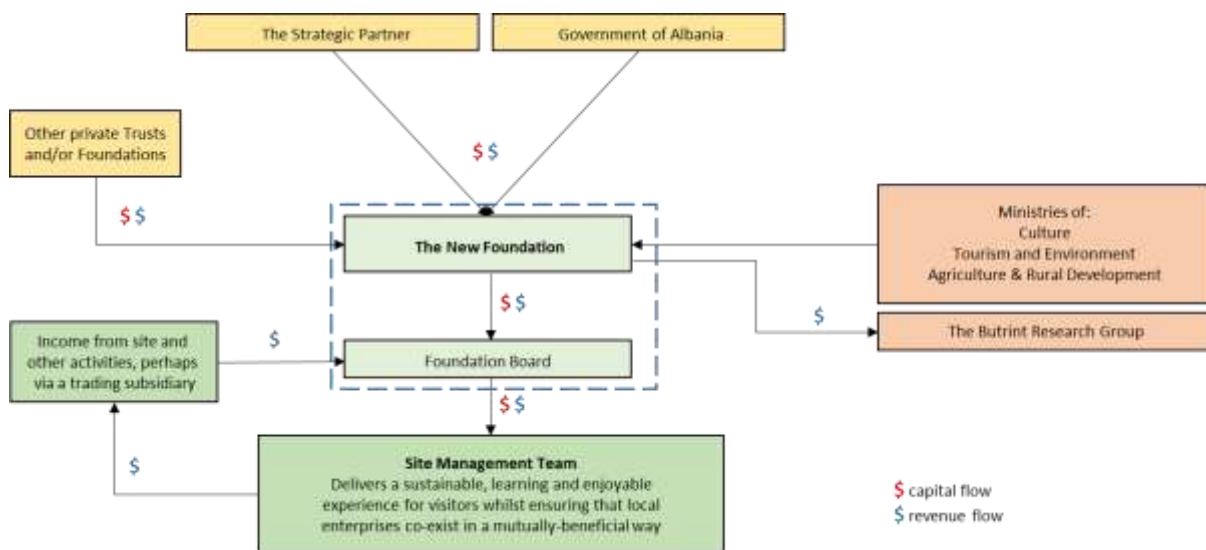 The Strategic Partner
Government of Albania
Other private Trusts
and/or Foundations
$ $
$ $
The New Foundation
Ministries of:
Culture
Tourism and Environment
Agriculture & Rural Development
$ $
$
The Butrint Research Group
Income from site and
other activities, perhaps
via a trading subsidiary
$
Foundation Board
$ $
$
Site Management Team
Delivers a sustainable, learning and enjoyable
experience for visitors whilst ensuring that local
enterprises co-exist in a mutually-beneficial way
$ capital flow
$ revenue flow